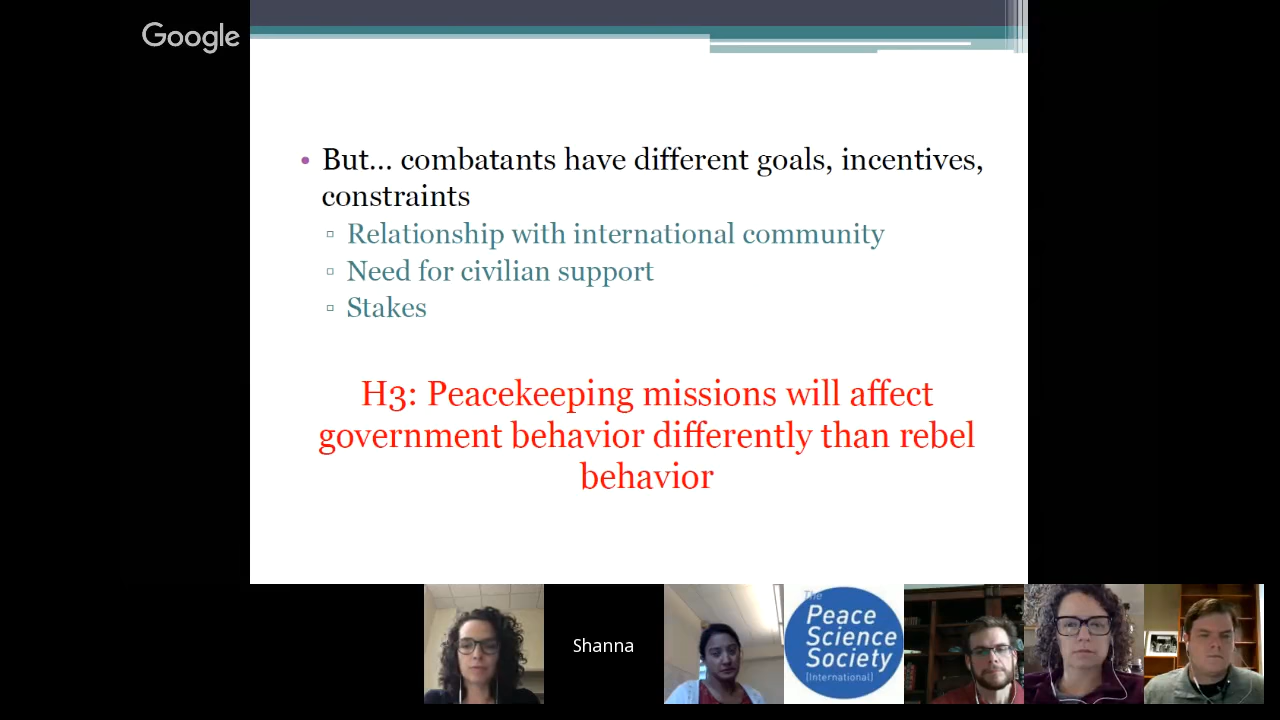 Google
• But... combatants have different goals, incentives,
constraints
▫ Relationship with international community
▫ Need for civilian support
▫ Stakes
H3: Peacekeeping missions will affect
government behavior differently than rebel
behavior
Shanna
The
Peace
Science
Society
[International]